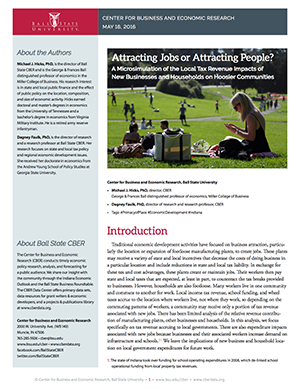 BALL STATE
UNIVERSITY
CENTER FOR BUSINESS AND ECONOMIC RESEARCH
MAY 16, 2016
About the Authors
Michael J. Hicks, PhD, is the director of Ball
State CBER and is the George & Frances Ball
distinguished professor of economics in the
Miller College of Business. His research interest
is in state and local public finance and the effect
of public policy on the location, composition,
and size of economic activity. Hicks earned
doctoral and master's degrees in economics
from the University of Tennessee and a
bachelor's degree in economics from Virginia
Military Institute. He is a retired army reserve
infantryman.
Dagney Faulk, PhD, is the director of research
and a research professor at Ball State CBER. Her
research focuses on state and local tax policy
and regional economic development issues.
She received her doctorate in economics from
the Andrew Young School of Policy Studies at
Georgia State University.
About Ball State CBER
The Center for Business and Economic
Research (CBER) conducts timely economic
policy research, analysis, and forecasting for
a public audience. We share our insight with
the community through the Indiana Economic
Outlook and the Ball State Business Roundtable.
The CBER Data Center offers primary data sets,
data resources for grant writers & economic
developers, and a projects & publications library
at www.cberdata.org.
Center for Business and Economic Research
2000 W. University Ave. (WB 149)
Muncie, IN 47306
765-285-5926 • cber@bsu.edu
www.bsu.edu/cber • www.cberdata.org
facebook.com/BallStateCBER
twitter.com/BallStateCBER
Attracting Jobs or Attracting People?
A Microsimulation of the Local Tax Revenue Impacts of
New Businesses and Households on Hoosier Communities
Center for Business and Economic Research, Ball State University
• Michael J. Hicks, PhD, director, CBER
• George & Frances Ball distinguished professor of economics, Miller College of Business
• Dagney Faulk, PhD, director of research and research professor, CBER
• Tags: #PrimacyofPlace #EconomicDevelopment #Indiana
Introduction
Traditional economic development activities have focused on business attraction, particu-
larly the location or expansion of footloose manufacturing plants, to create jobs. These plants
may receive a variety of state and local incentives that decrease the costs of doing business in
a particular location and include reductions in state and local tax liability. In exchange for
these tax and cost advantages, these plants create or maintain jobs. Their workers then pay
state and local taxes that are expected, at least in part, to counteract the tax breaks provided
to businesses. However, households are also footloose. Many workers live in one community
and commute to another for work. Local income tax revenue, school funding, and wheel
taxes accrue to the location where workers live, not where they work, so depending on the
commuting patterns of workers, a community may receive only a portion of tax revenue
associated with new jobs. There has been limited analysis of the relative revenue contribu-
tion of manufacturing plants, other businesses, and households. In this analysis, we focus
specifically on tax revenue accruing to local governments. There are also expenditure impacts
associated with new jobs because businesses and their associated workers increase demand on
infrastructure and schools.¹ We leave the implications of new business and household loca-
tion on local government expenditures for future work.
1. The state of Indiana took over funding for school operating expenditures in 2009, which de-linked school
operational funding from local property tax revenues.
© Center for Business and Economic Research, Ball State University • 1 • www.bsu.edu/cber • www.cberdata.org